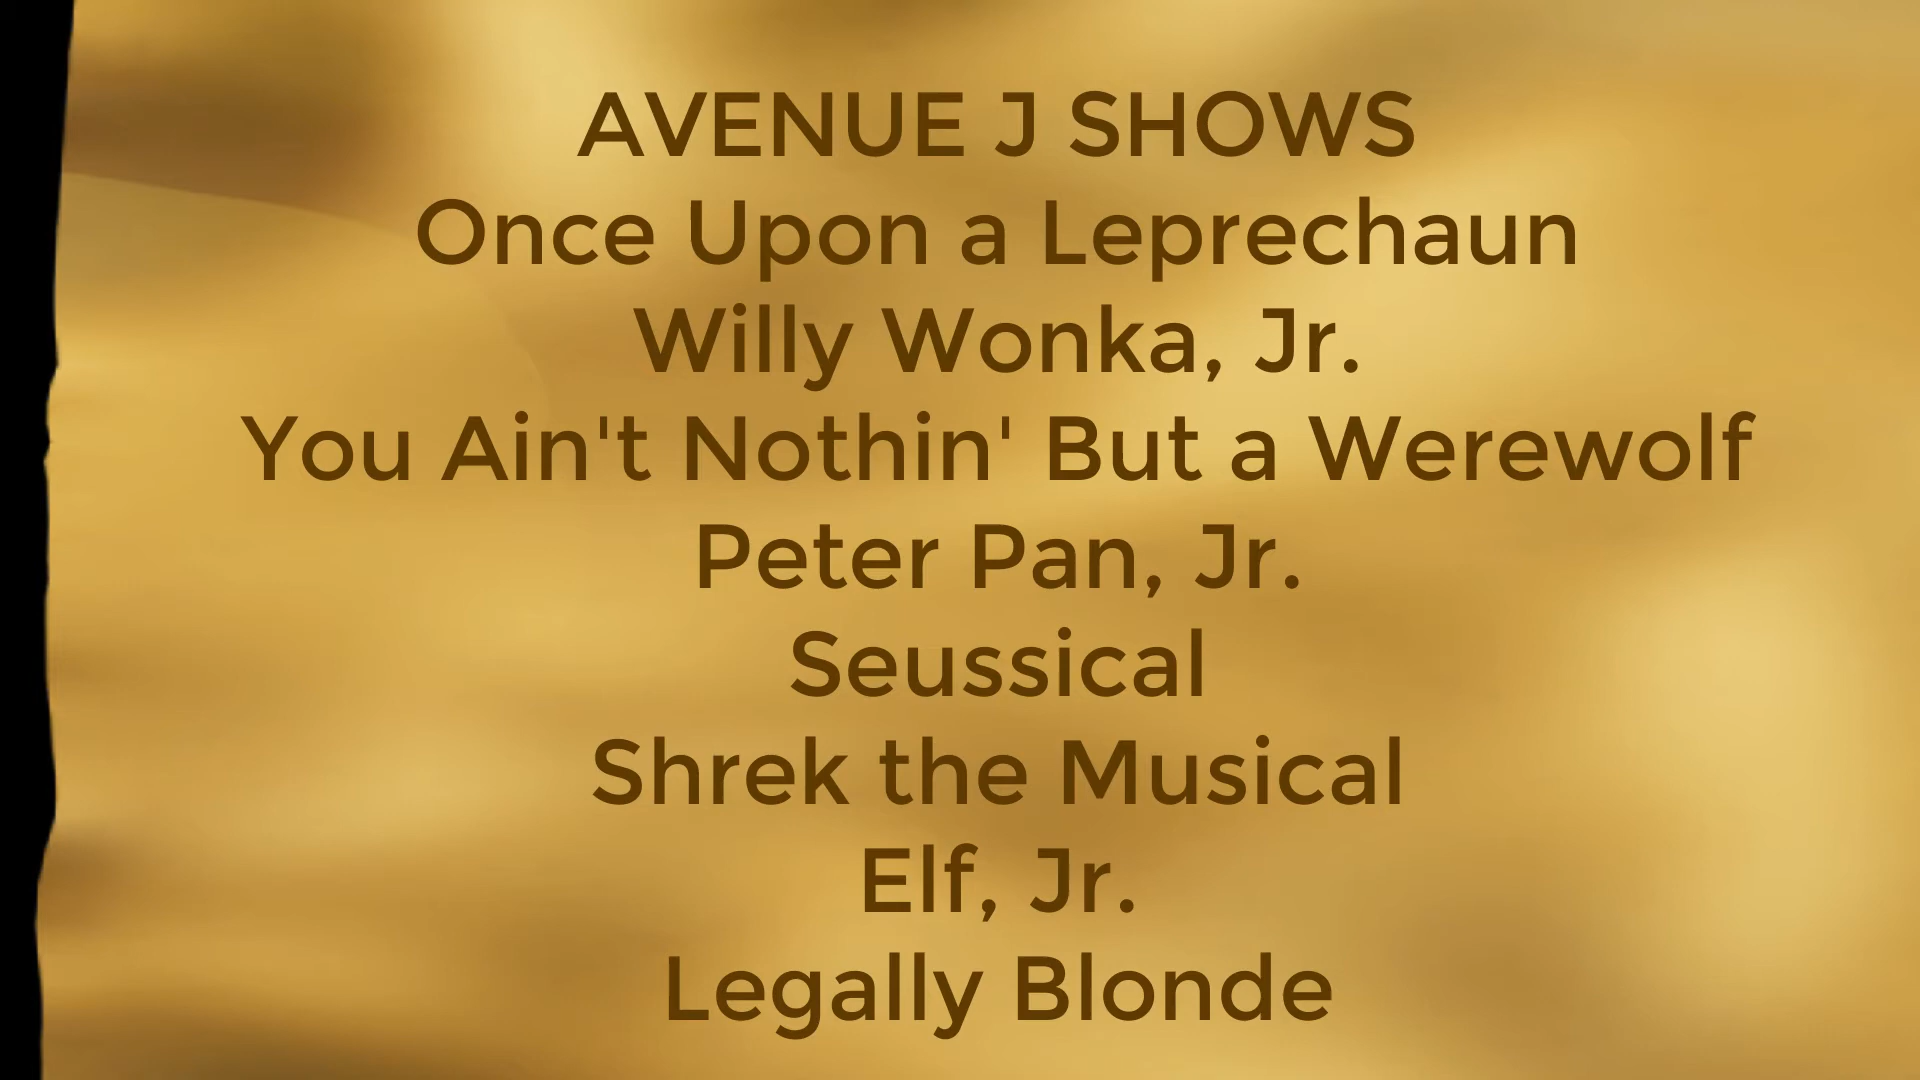 AVENUE J SHOWS
Once Upon a Leprechaun
Willy Wonka, Jr.
You Ain't Nothin' But a Werewolf
Peter Pan, Jr.
Seussical
Shrek the Musical
Elf, Jr.
Legally Blonde